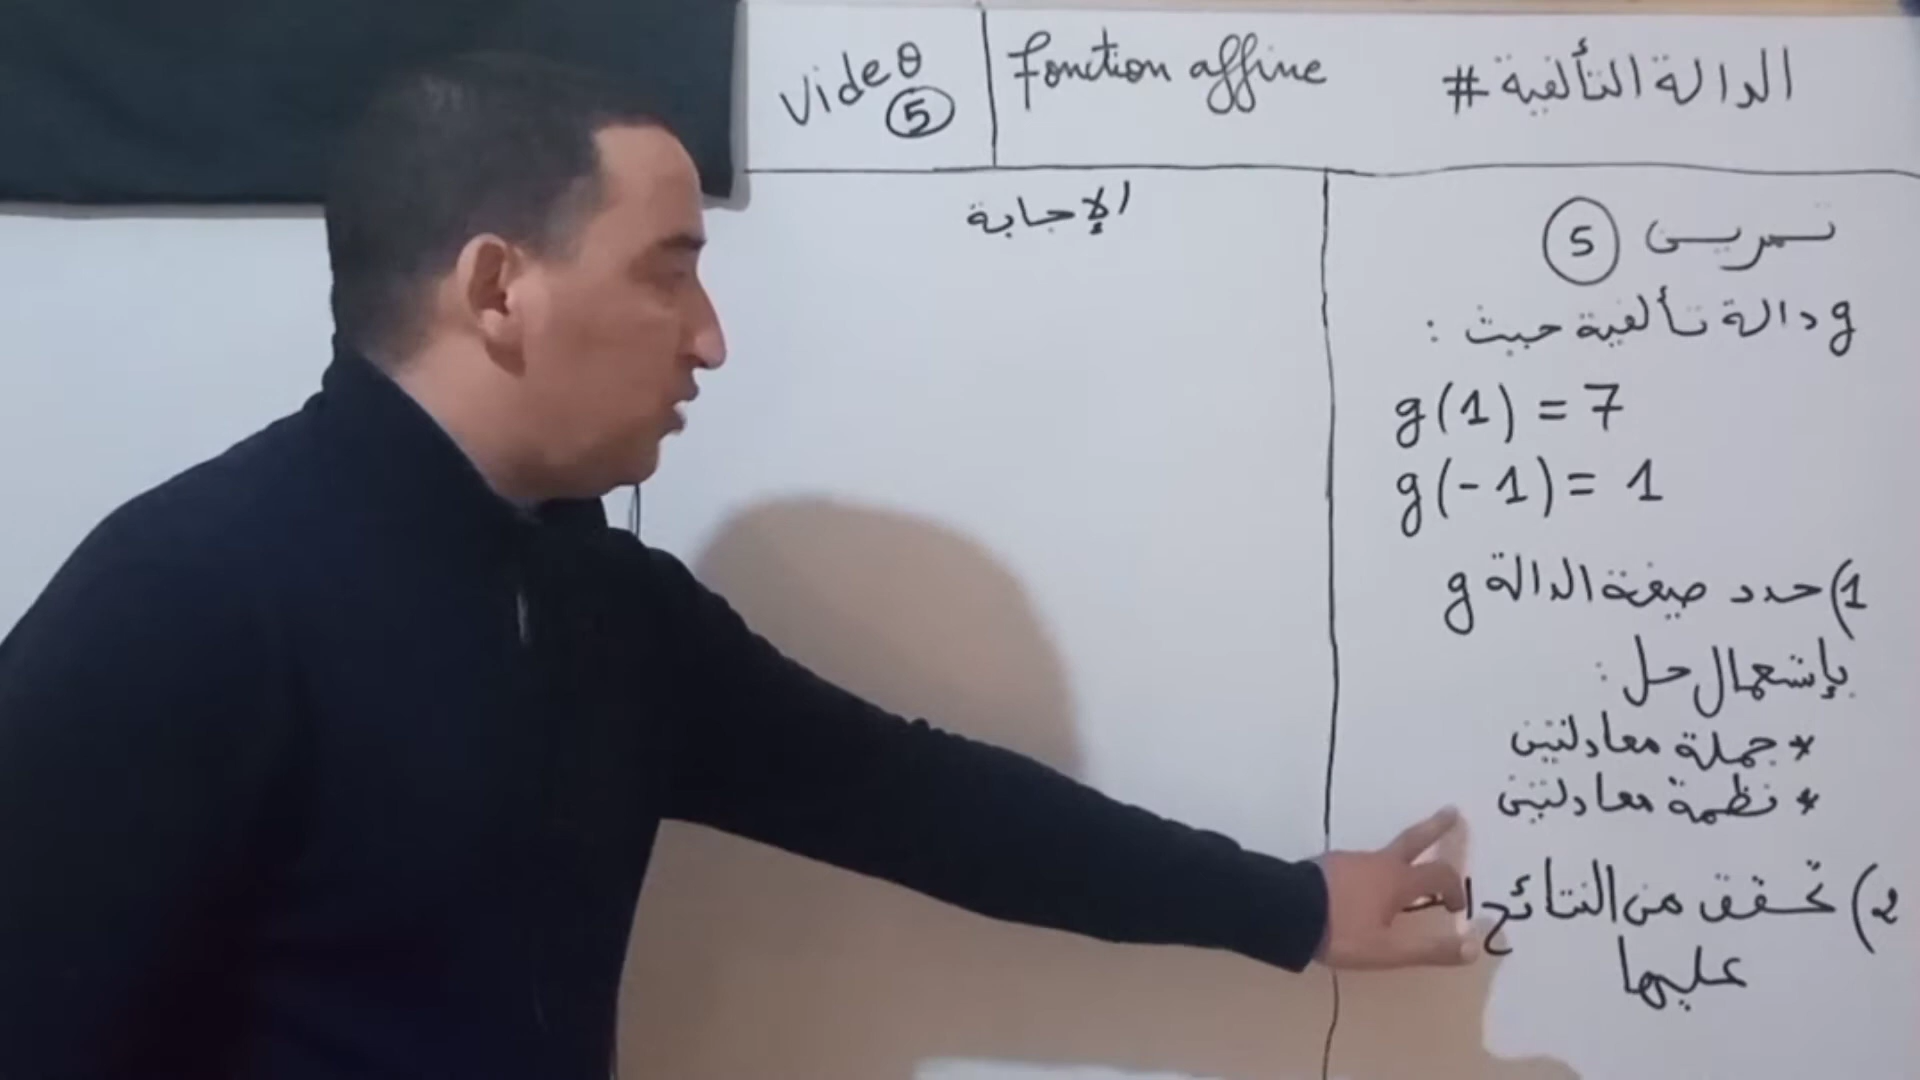 Video 5
Fonction affine
# الدالة التألفية
تمرين 5
g دالة تألفية حيث :
g(1) = 7
g(-1) = 1
1) حدد صيغة الدالة g
بإستعمال حل :
* جملة معادلتين
* نظمة معادلتين
2) تحقق من النتائج
عليها
الإجابة